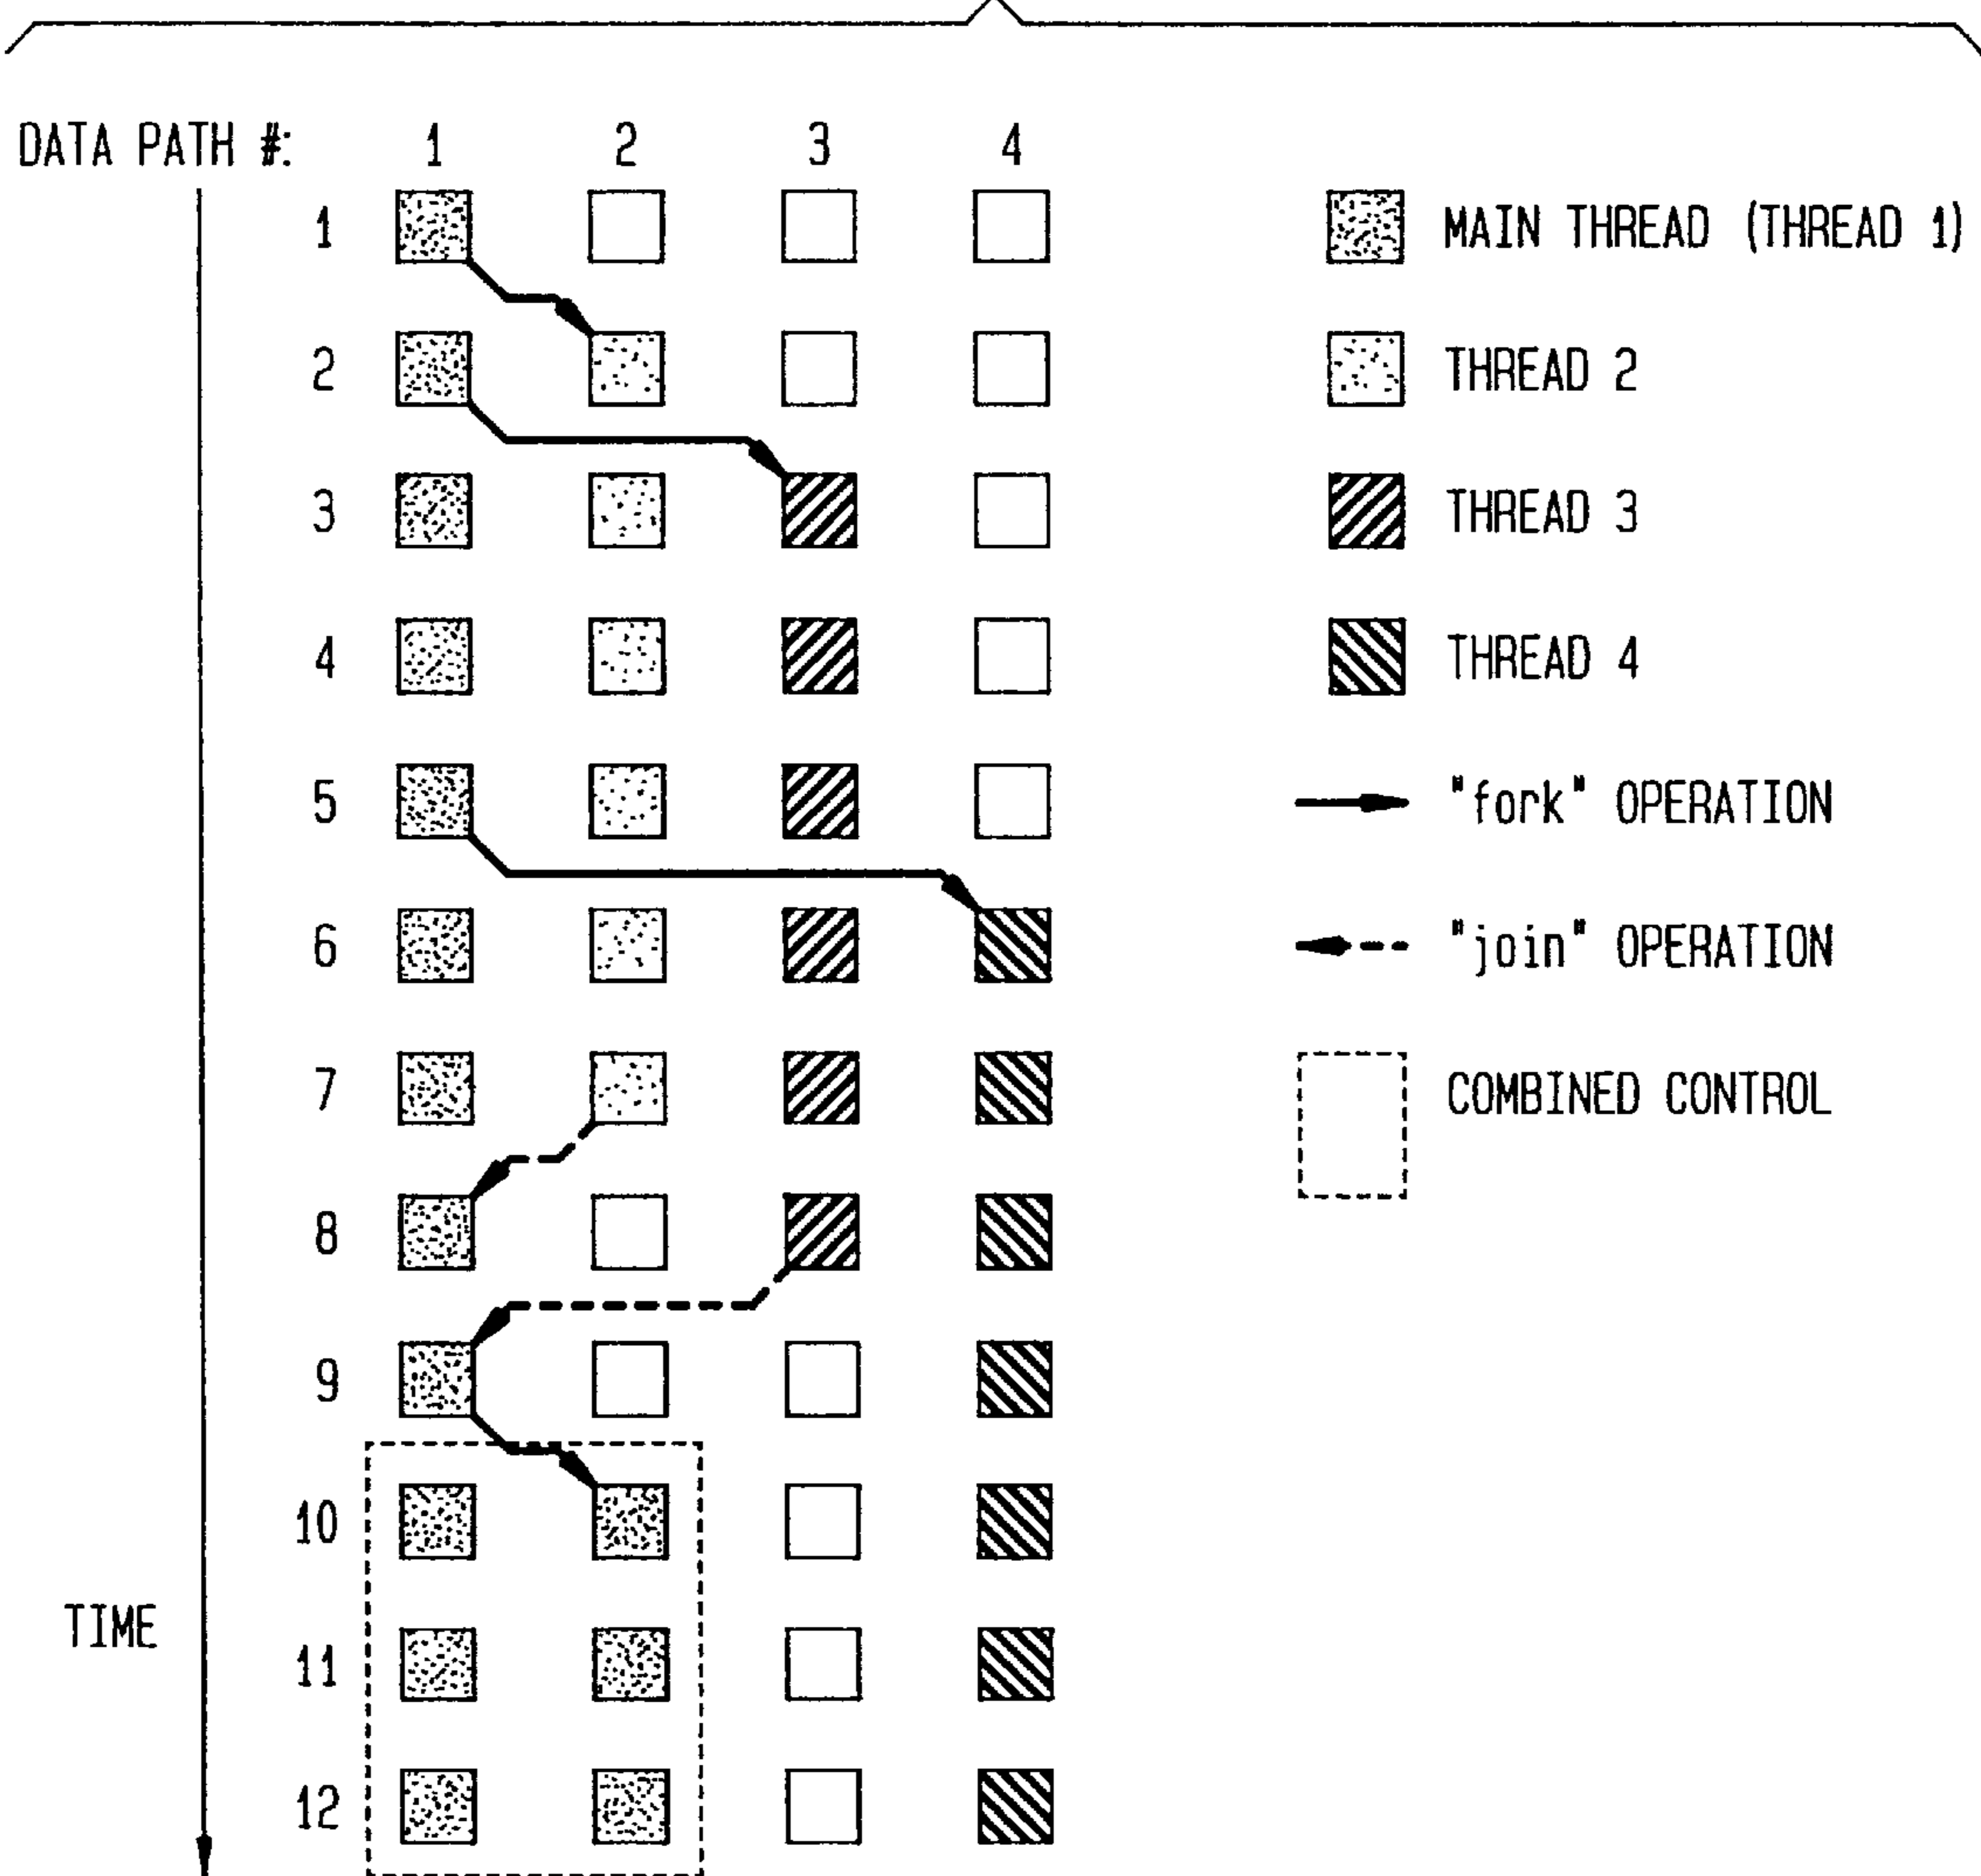 DATA PATH #: 1 2 3 4
1 MAIN THREAD (THREAD 1)
2 THREAD 2
3 THREAD 3
4 THREAD 4
5 "fork" OPERATION
6 "join" OPERATION
7 COMBINED CONTROL
8
9
10
TIME
11
12